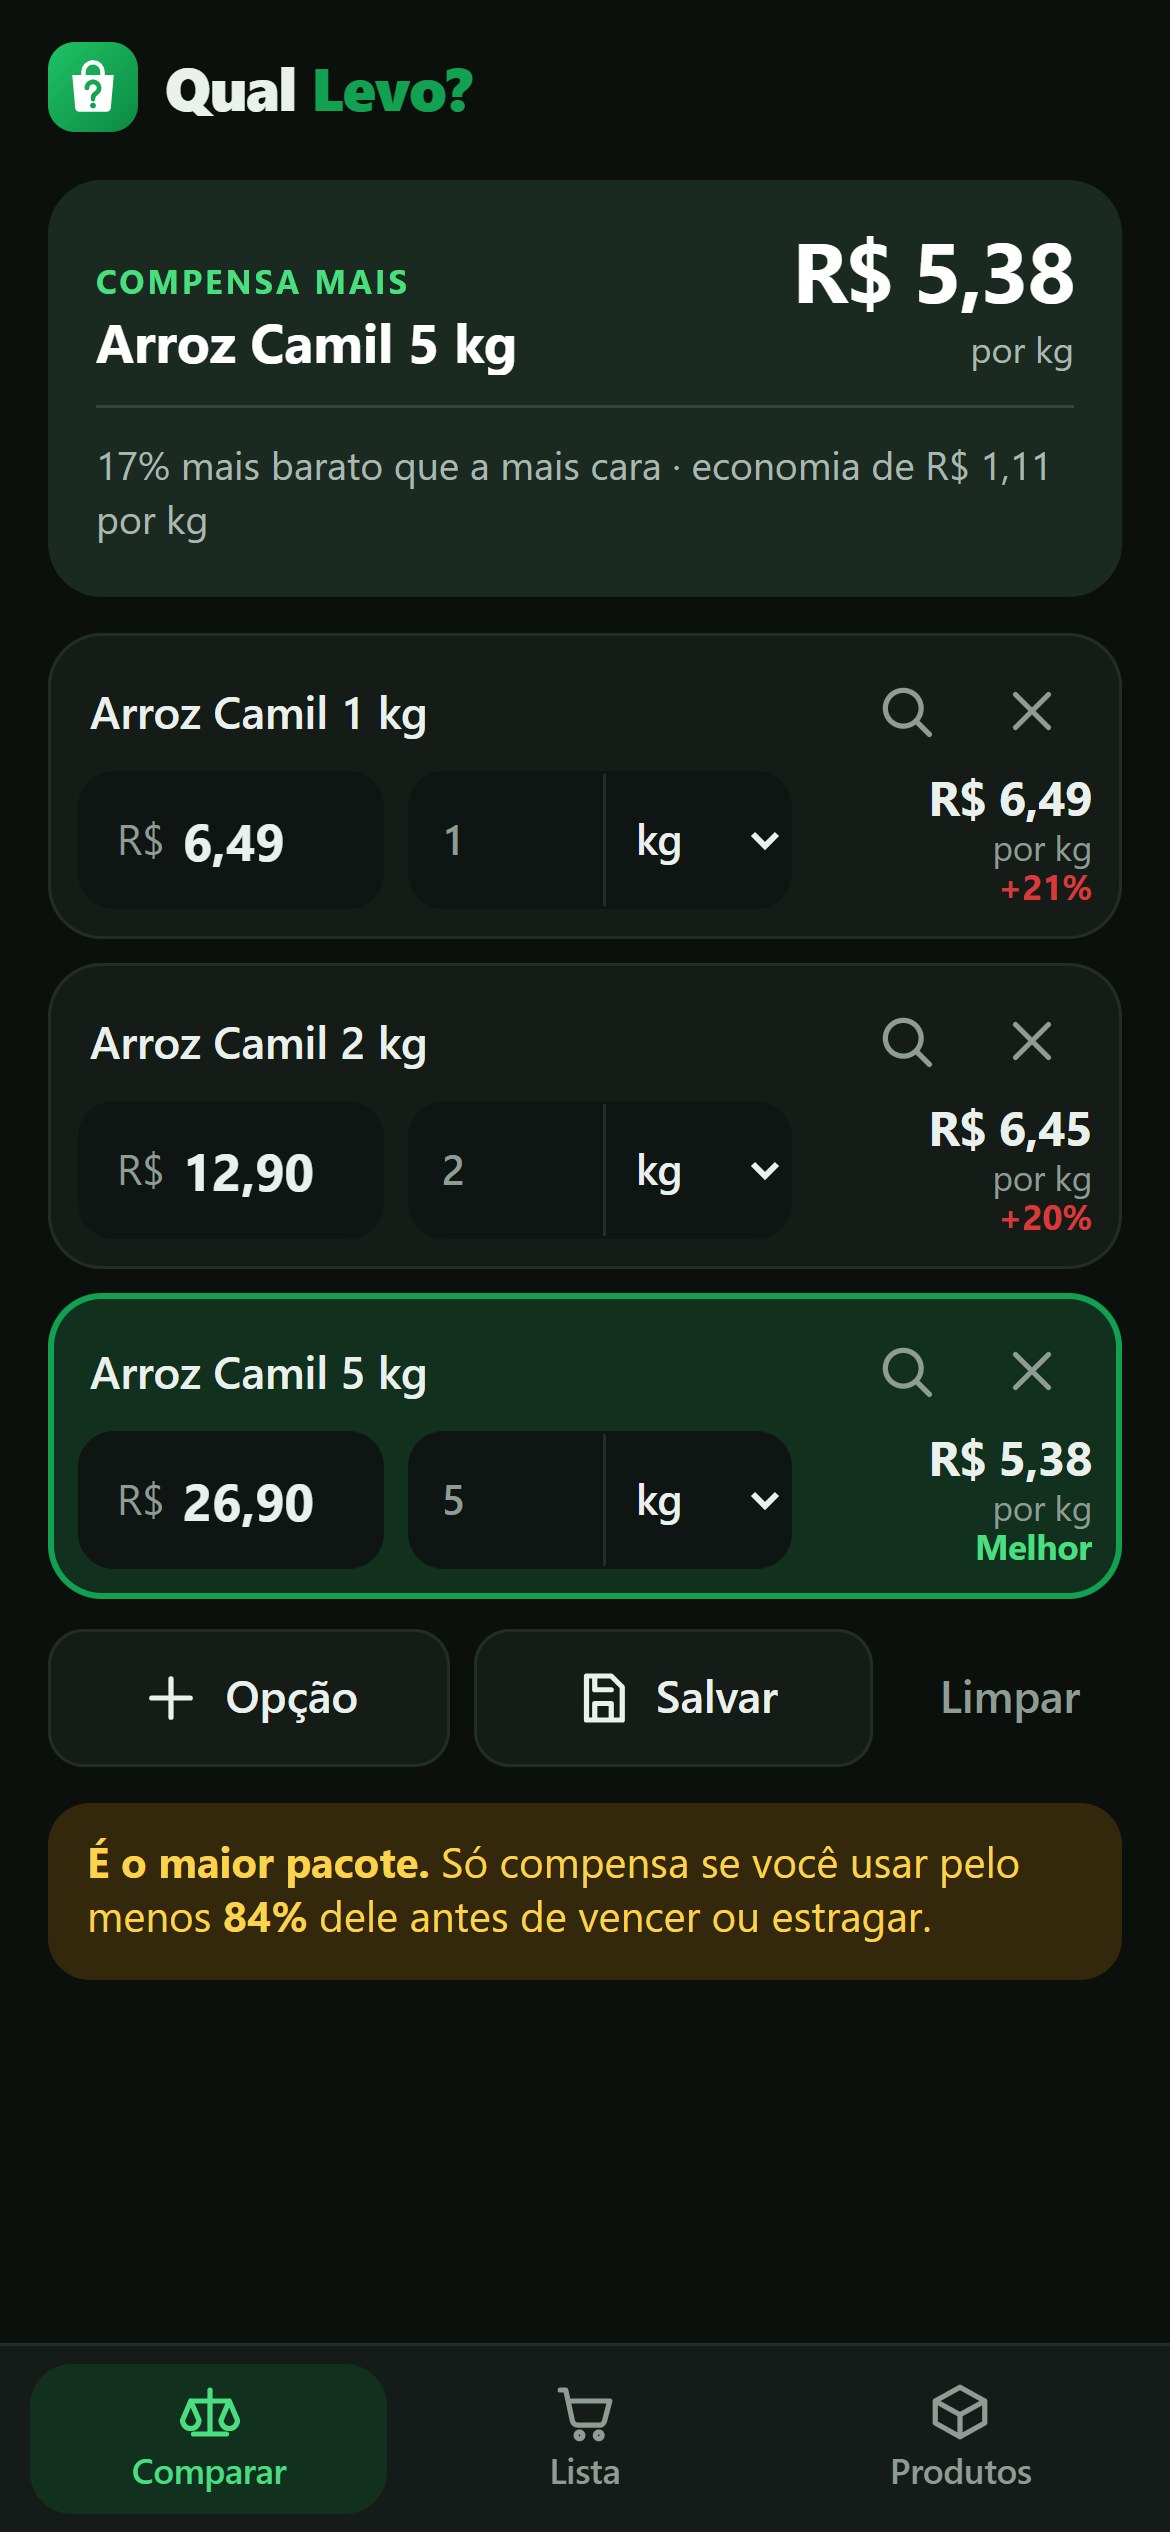 Qual Levo?
COMPENSA MAIS
Arroz Camil 5 kg
R$ 5,38
por kg
17% mais barato que a mais cara · economia de R$ 1,11
por kg
Arroz Camil 1 kg
R$ 6,49
1
kg
R$ 6,49
por kg
+21%
Arroz Camil 2 kg
R$ 12,90
2
kg
R$ 6,45
por kg
+20%
Arroz Camil 5 kg
R$ 26,90
5
kg
R$ 5,38
por kg
Melhor
Opção
Salvar
Limpar
É o maior pacote. Só compensa se você usar pelo
menos 84% dele antes de vencer ou estragar.
Comparar
Lista
Produtos